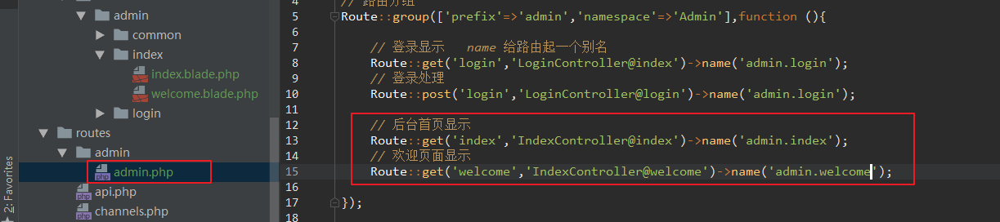 admin
common
index
index.blade.php
welcome.blade.php
login
routes
admin
admin.php
api.php
channels.php
2: Favorites
4 // 路由分组
5 Route::group(['prefix'=>'admin','namespace'=>'Admin'],function (){
6
7 // 登录显示 name 给路由起一个别名
8 Route::get('login','LoginController@index')->name('admin.login');
9 // 登录处理
10 Route::post('login','LoginController@login')->name('admin.login');
11
12 // 后台首页显示
13 Route::get('index','IndexController@index')->name('admin.index');
14 // 欢迎页面显示
15 Route::get('welcome','IndexController@welcome')->name('admin.welcome');
16
17 });
18